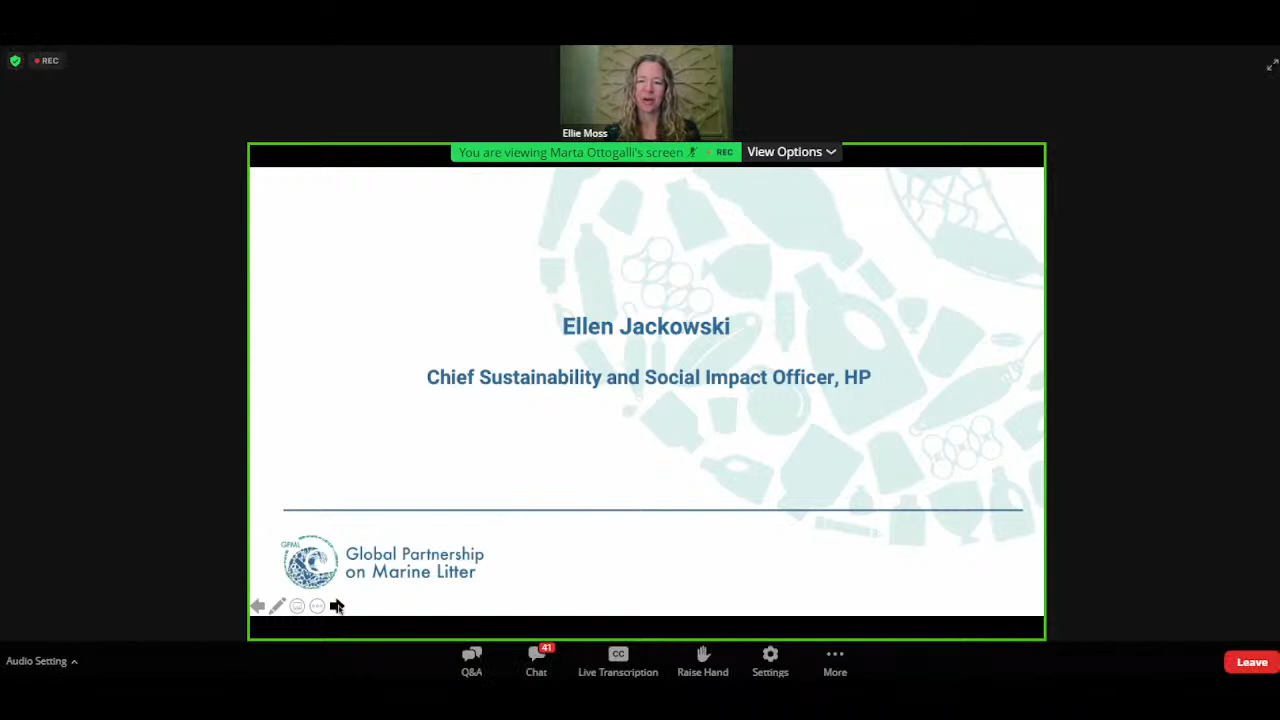 REC
Ellie Moss
You are viewing Marta Ottogalli's screen REC View Options
Ellen Jackowski
Chief Sustainability and Social Impact Officer, HP
GPML
Global Partnership
on Marine Litter
Audio Setting
41
CC
Q&A Chat Live Transcription Raise Hand Settings More
Leave